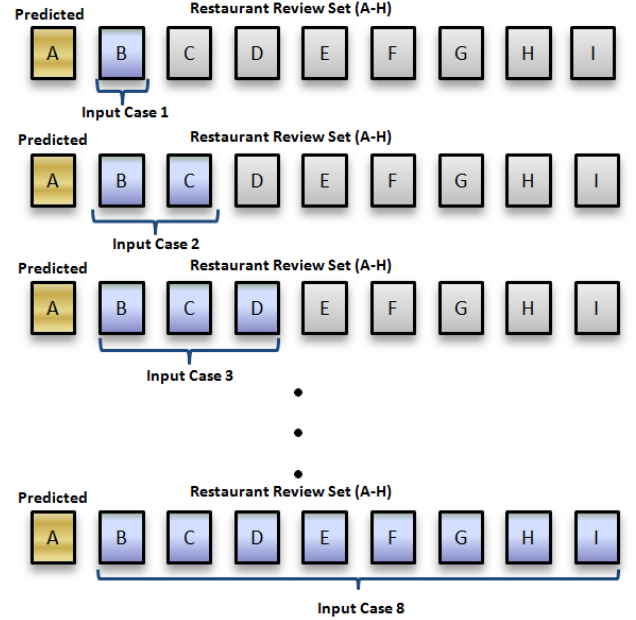 Predicted Restaurant Review Set (A-H)
A B C D E F G H I
Input Case 1
Predicted Restaurant Review Set (A-H)
A B C D E F G H I
Input Case 2
Predicted Restaurant Review Set (A-H)
A B C D E F G H I
Input Case 3
Predicted Restaurant Review Set (A-H)
A B C D E F G H I
Input Case 8